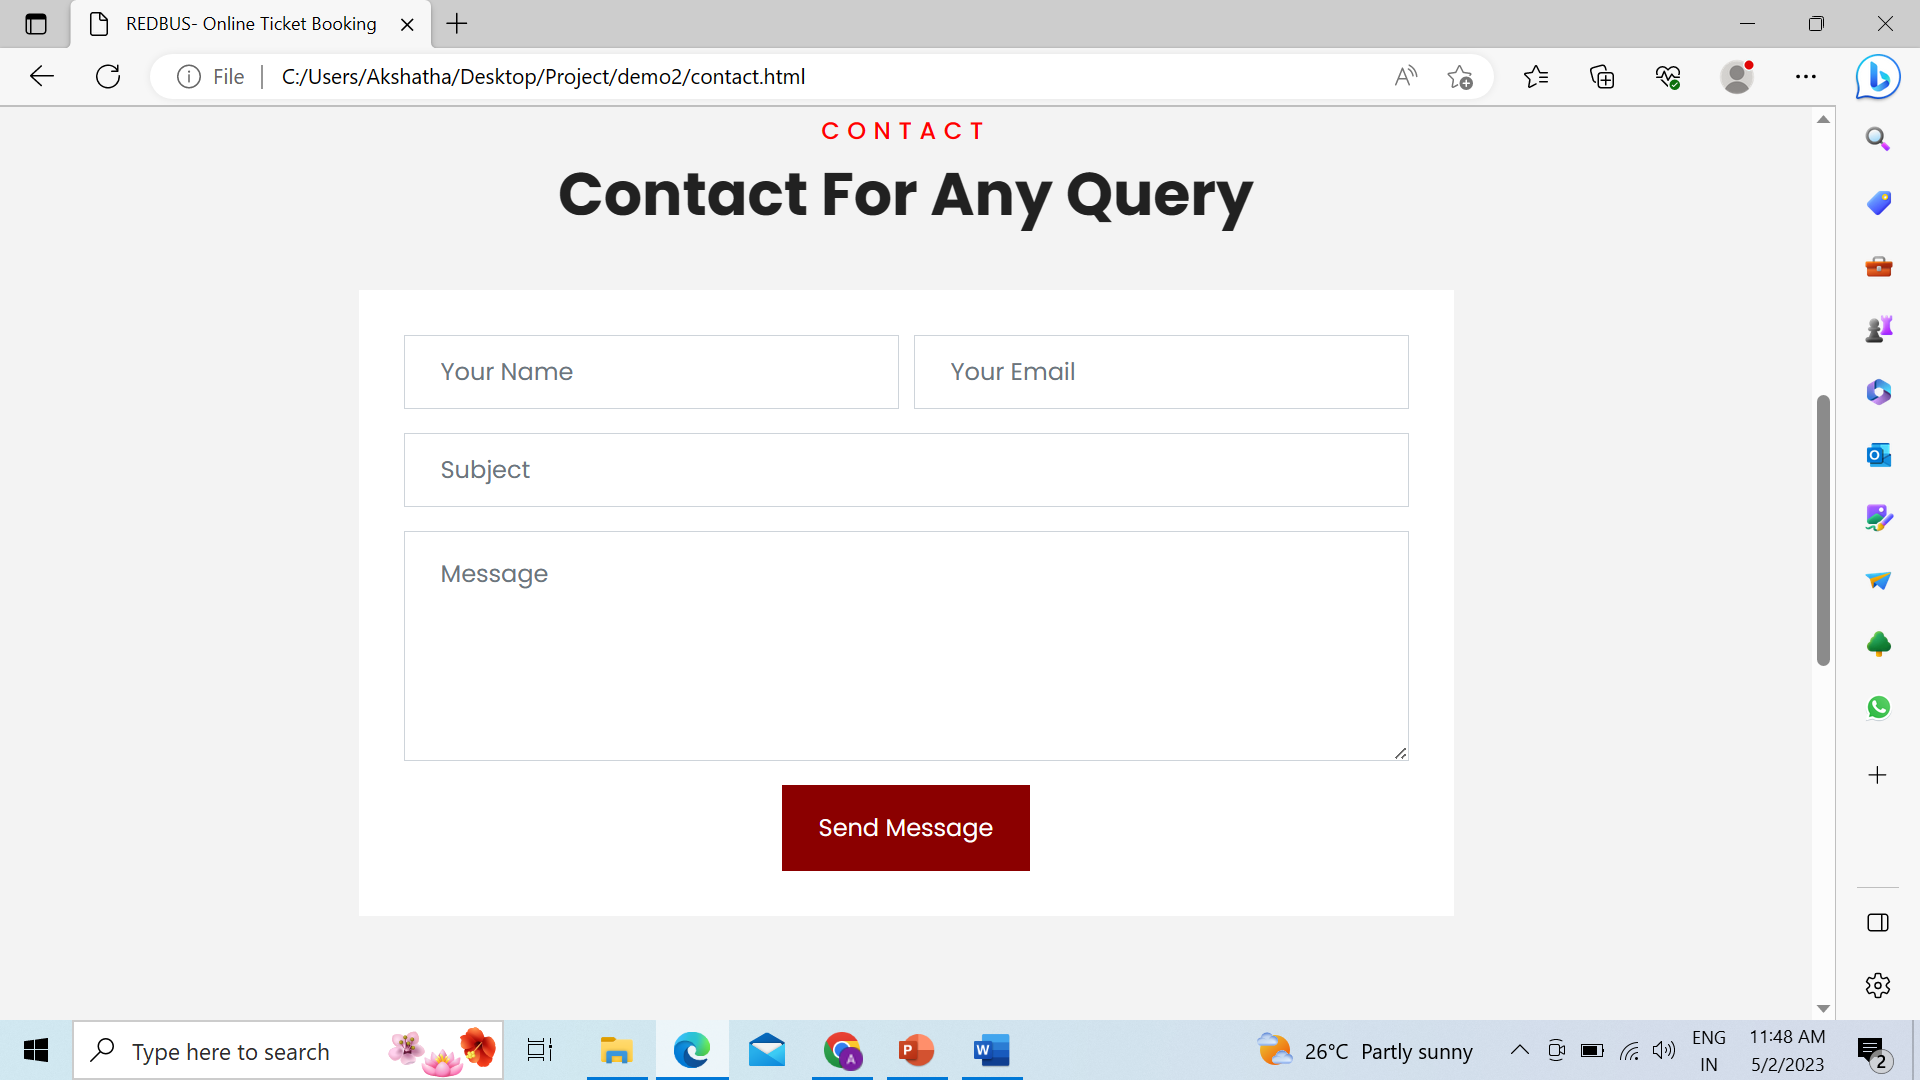 REDBUS- Online Ticket Booking
File
C:/Users/Akshatha/Desktop/Project/demo2/contact.html
CONTACT
Contact For Any Query
Your Name
Your Email
Subject
Message
Send Message
Type here to search
26°C Partly sunny
ENG
IN
11:48 AM
5/2/2023
2